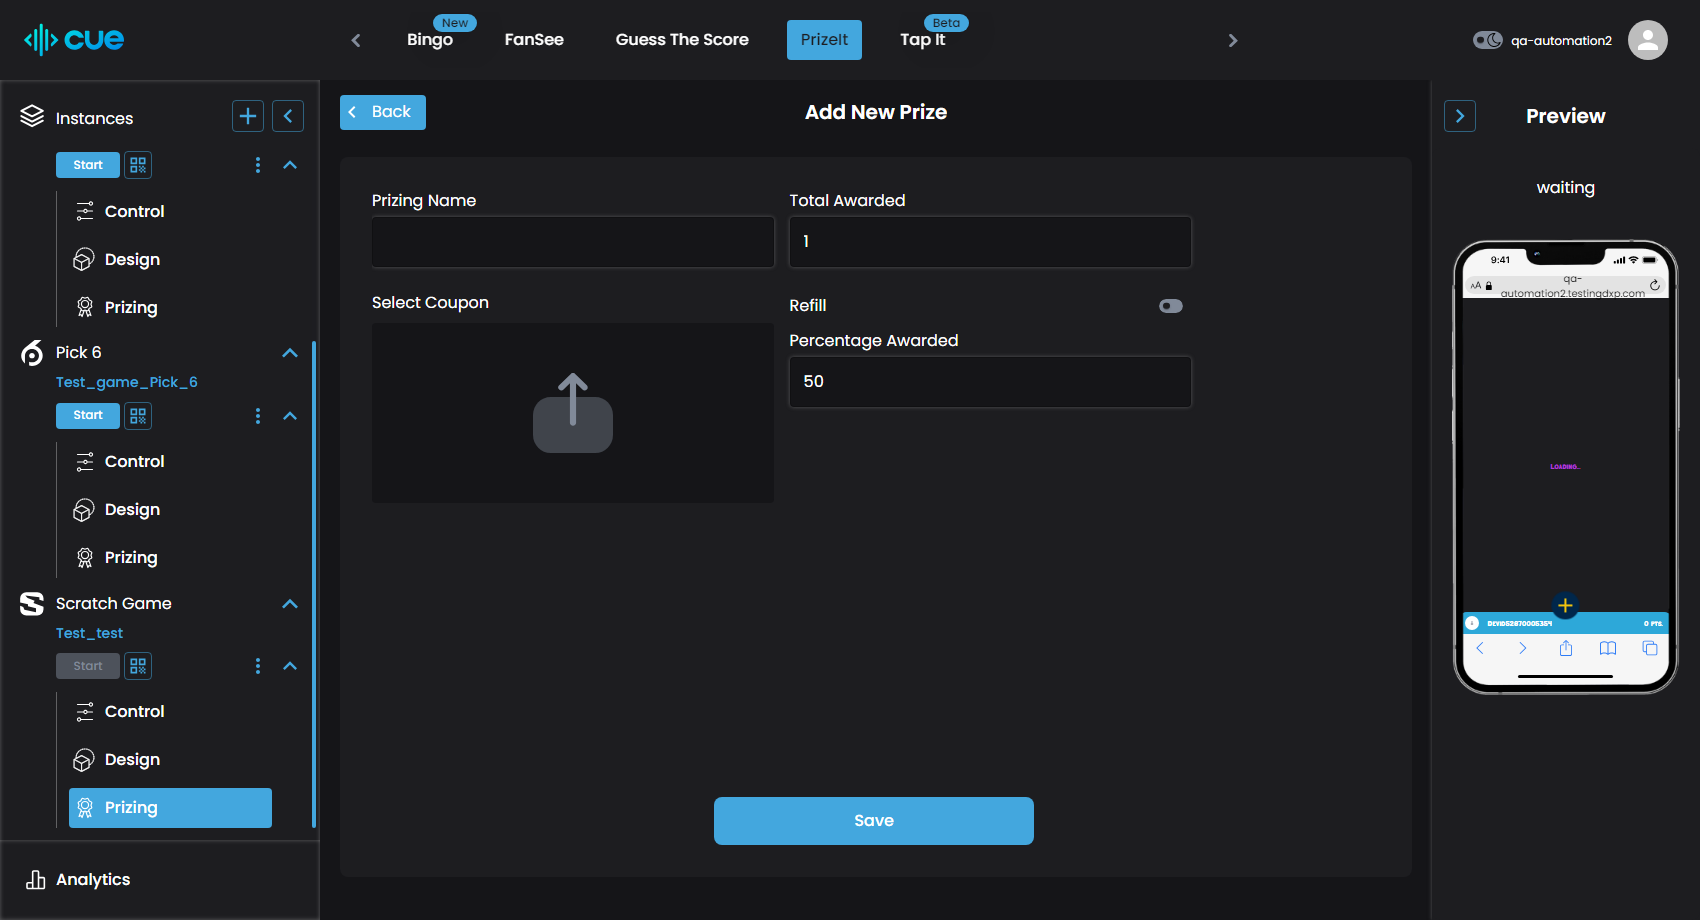 cue
New
Bingo
FanSee
Guess The Score
PrizeIt
Beta
Tap It
qa-automation2
Instances
Start
Control
Design
Prizing
Pick 6
Test_game_Pick_6
Start
Control
Design
Prizing
Scratch Game
Test_test
Start
Control
Design
Prizing
Analytics
Back
Add New Prize
Prizing Name
Total Awarded
1
Select Coupon
Refill
Percentage Awarded
50
Save
Preview
waiting
9:41
AA
qa-
automation2.testingdxp.com
Loading...
0 PTS.